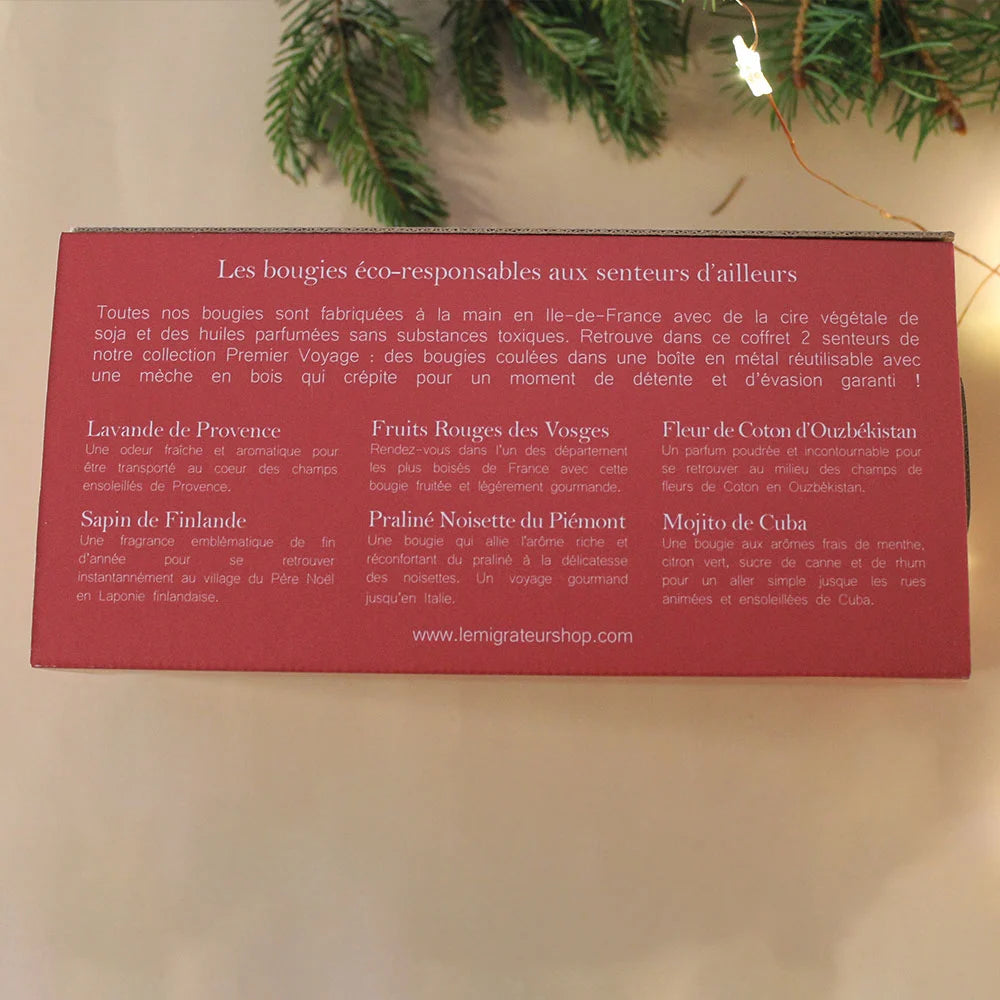 Les bougies éco-responsables aux senteurs d'ailleurs
Toutes nos bougies sont fabriquées à la main en Ile-de-France avec de la cire végétale de
soja et des huiles parfumées sans substances toxiques. Retrouve dans ce coffret 2 senteurs de
notre collection Premier Voyage : des bougies coulées dans une boîte en métal réutilisable avec
une mèche en bois qui crépite pour un moment de détente et d'évasion garanti !
Lavande de Provence
Une odeur fraîche et aromatique pour
être transporté au coeur des champs
ensoleillés de Provence.
Fruits Rouges des Vosges
Rendez-vous dans l'un des département
les plus boisés de France avec cette
bougie fruitée et légèrement gourmande.
Fleur de Coton d'Ouzbékistan
Un parfum poudrée et incontournable pour
se retrouver au milieu des champs de
fleurs de Coton en Ouzbékistan.
Sapin de Finlande
Une fragrance emblématique de fin
d'année pour se retrouver
instantannément au village du Père Noël
en Laponie finlandaise.
Praliné Noisette du Piémont
Une bougie qui allie l'arôme riche et
réconfortant du praliné à la délicatesse
des noisettes. Un voyage gourmand
jusqu'en Italie.
Mojito de Cuba
Une bougie aux arômes frais de menthe,
citron vert, sucre de canne et de rhum
pour un aller simple jusque les rues
animées et ensoleillées de Cuba.
www.lemigrateurshop.com